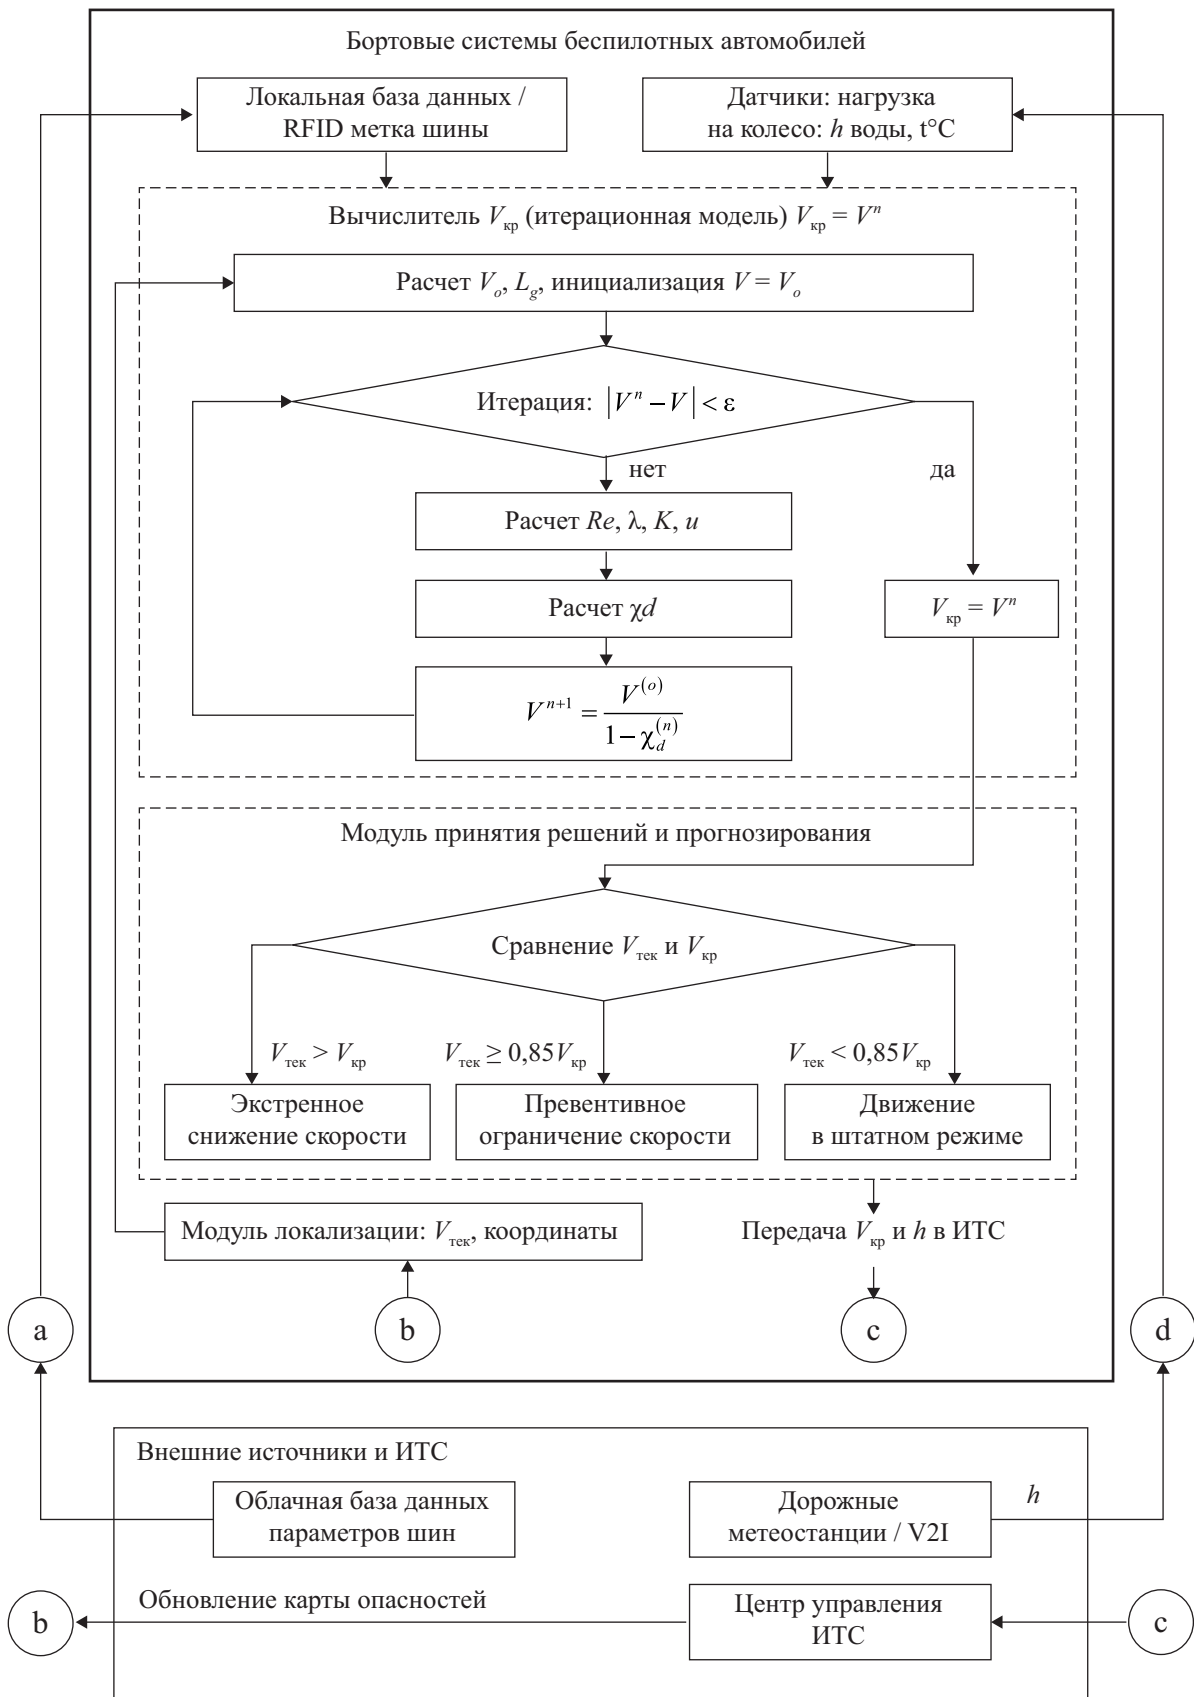 Бортовые системы беспилотных автомобилей
Локальная база данных /
RFID метка шины
Датчики: нагрузка
на колесо: h воды, t°C
Вычислитель Vкр (итерационная модель) Vкр = Vⁿ
Расчет Vo, Lg, инициализация V = Vo
Итерация: |Vⁿ – V| < ε
нет
да
Расчет Re, λ, K, u
Расчет χd
Vкр = Vⁿ
Vⁿ⁺¹ = V⁽ᵒ⁾ / (1 – χd⁽ⁿ⁾)
Модуль принятия решений и прогнозирования
Сравнение Vтек и Vкр
Vтек > Vкр
Vтек ≥ 0,85Vкр
Vтек < 0,85Vкр
Экстренное
снижение скорости
Превентивное
ограничение скорости
Движение
в штатном режиме
Модуль локализации: Vтек, координаты
Передача Vкр и h в ИТС
a
b
c
d
Внешние источники и ИТС
Облачная база данных
параметров шин
Дорожные
метеостанции / V2I
h
Обновление карты опасностей
Центр управления
ИТС
b
c